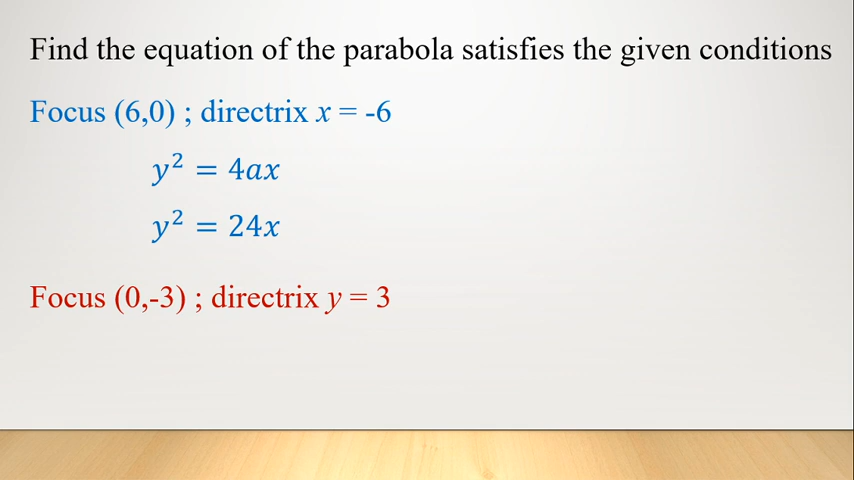 Find the equation of the parabola satisfies the given conditions
Focus (6,0) ; directrix x = -6
y² = 4ax
y² = 24x
Focus (0,-3) ; directrix y = 3